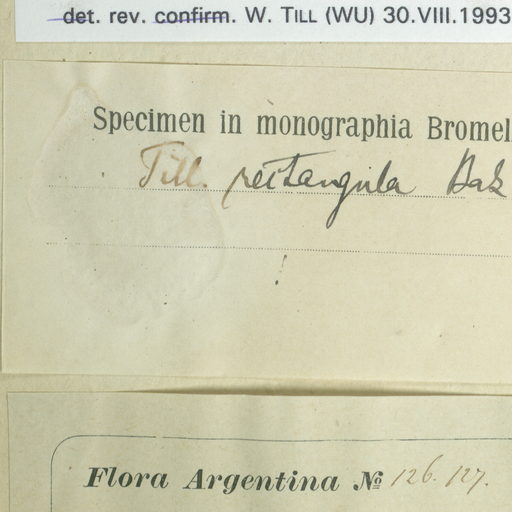 det. rev. confirm. W. TILL (WU) 30.VIII.1993
Specimen in monographia Bromel
Till. rectangula Bak
!
Flora Argentina № 126. 127.